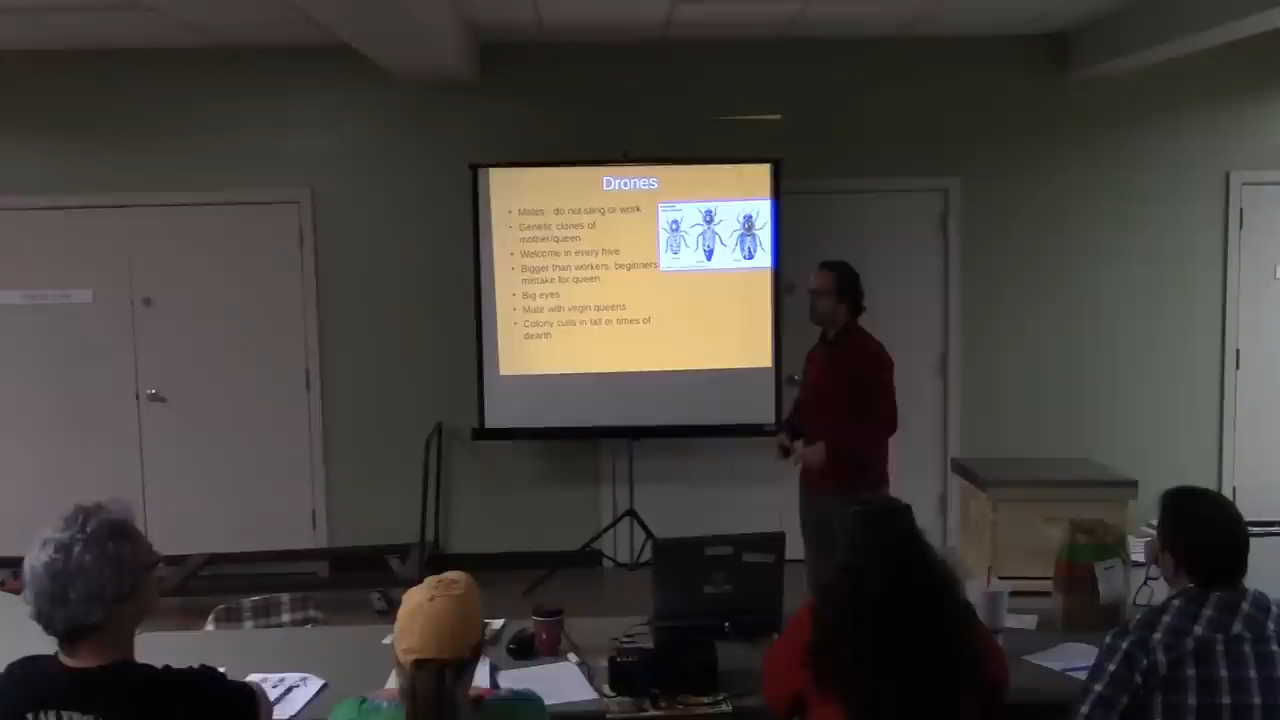 Drones
• Males - do not sting or work
• Genetic clones of
mother/queen
• Welcome in every hive
• Bigger than workers, beginners
mistake for queen
• Big eyes
• Mate with virgin queens
• Colony culls in fall or times of
dearth